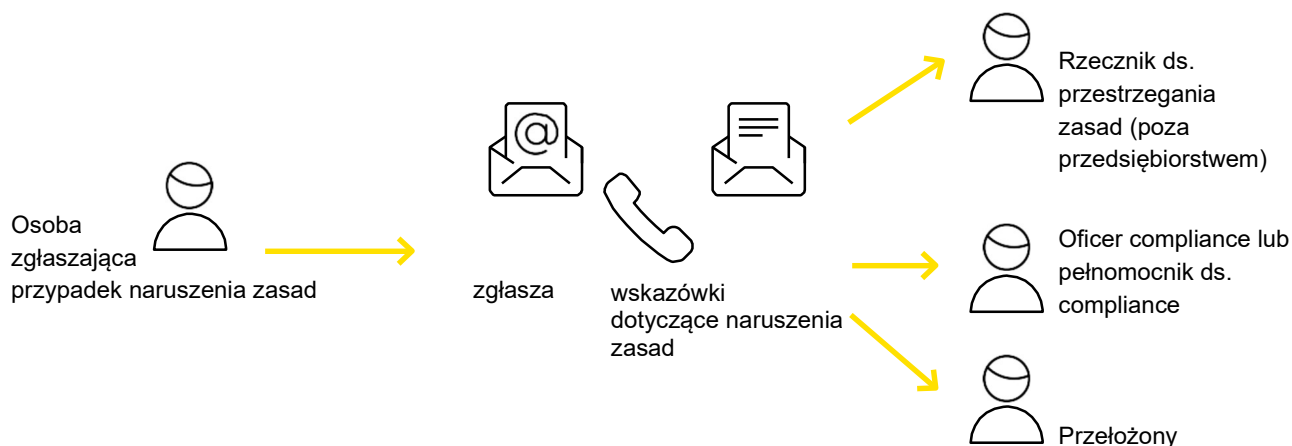 Osoba
zgłaszająca
przypadek naruszenia zasad
zgłasza
wskazówki
dotyczące naruszenia
zasad
Rzecznik ds.
przestrzegania
zasad (poza
przedsiębiorstwem)
Oficer compliance lub
pełnomocnik ds.
compliance
Przełożony